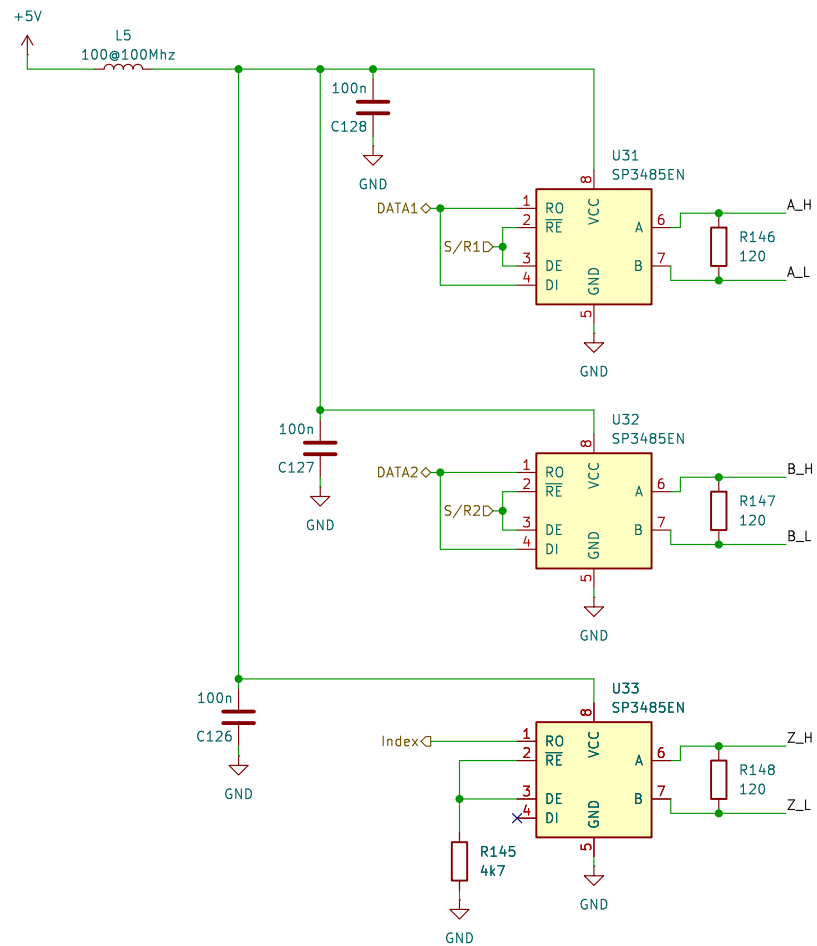 +5V
L5
100@100Mhz
100n
C128
GND
U31
SP3485EN
8
VCC
DATA1
1
RO
2
RE
S/R1
3
DE
4
DI
GND
5
A
6
B
7
A_H
R146
120
A_L
GND
100n
C127
GND
U32
SP3485EN
8
VCC
DATA2
1
RO
2
RE
S/R2
3
DE
4
DI
GND
5
A
6
B
7
B_H
R147
120
B_L
GND
100n
C126
GND
U33
SP3485EN
8
VCC
Index
1
RO
2
RE
3
DE
4
DI
GND
5
A
6
B
7
Z_H
R148
120
Z_L
R145
4k7
GND
GND